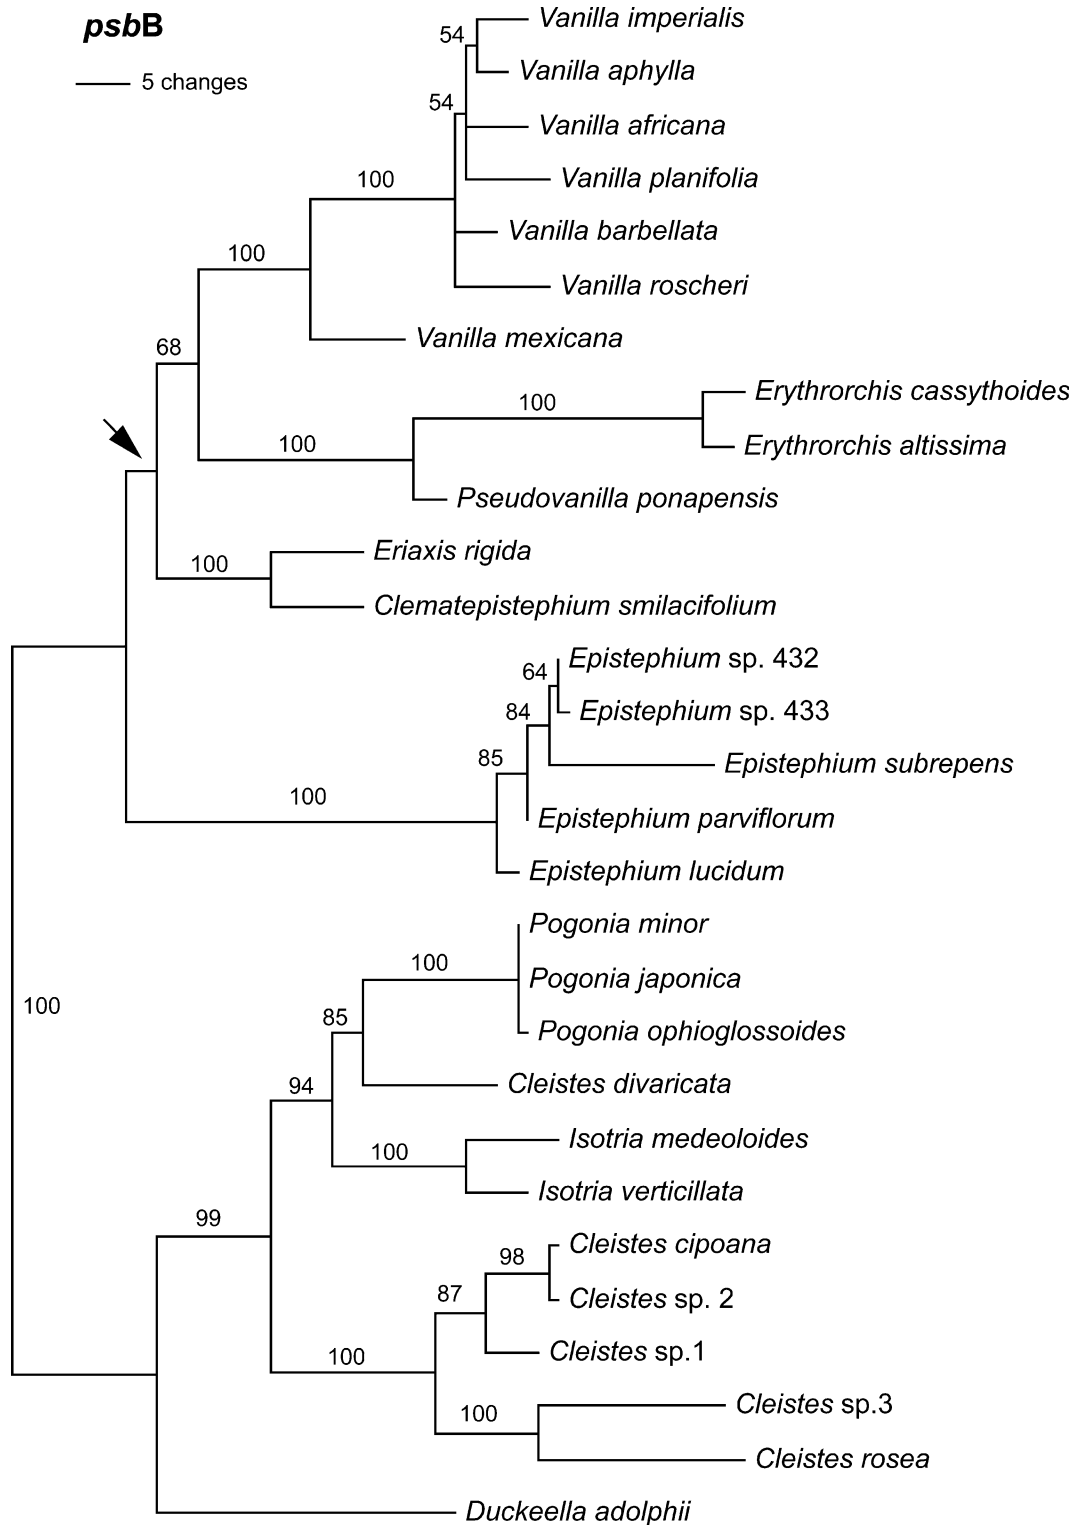 psbB
5 changes
54
Vanilla imperialis
Vanilla aphylla
54
Vanilla africana
100
Vanilla planifolia
Vanilla barbellata
100
Vanilla roscheri
68
Vanilla mexicana
100
Erythrorchis cassythoides
100
Erythrorchis altissima
Pseudovanilla ponapensis
100
Eriaxis rigida
Clematepistephium smilacifolium
64
Epistephium sp. 432
84
Epistephium sp. 433
85
Epistephium subrepens
100
Epistephium parviflorum
Epistephium lucidum
Pogonia minor
100
Pogonia japonica
100
85
Pogonia ophioglossoides
94
Cleistes divaricata
100
Isotria medeoloides
Isotria verticillata
99
98
Cleistes cipoana
87
Cleistes sp. 2
100
Cleistes sp.1
100
Cleistes sp.3
Cleistes rosea
Duckeella adolphii